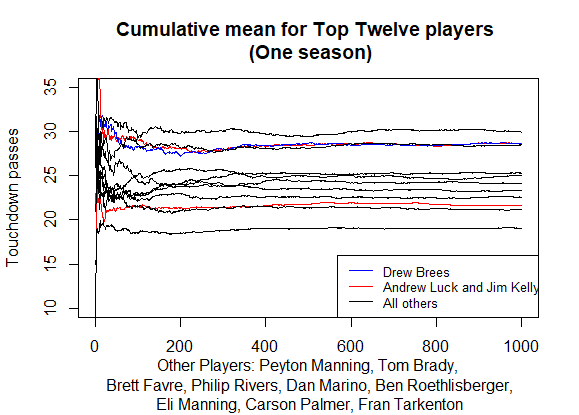 Cumulative mean for Top Twelve players
(One season)
Touchdown passes
35
30
25
20
15
10
Drew Brees
Andrew Luck and Jim Kelly
All others
0 200 400 600 800 1000
Other Players: Peyton Manning, Tom Brady,
Brett Favre, Philip Rivers, Dan Marino, Ben Roethlisberger,
Eli Manning, Carson Palmer, Fran Tarkenton